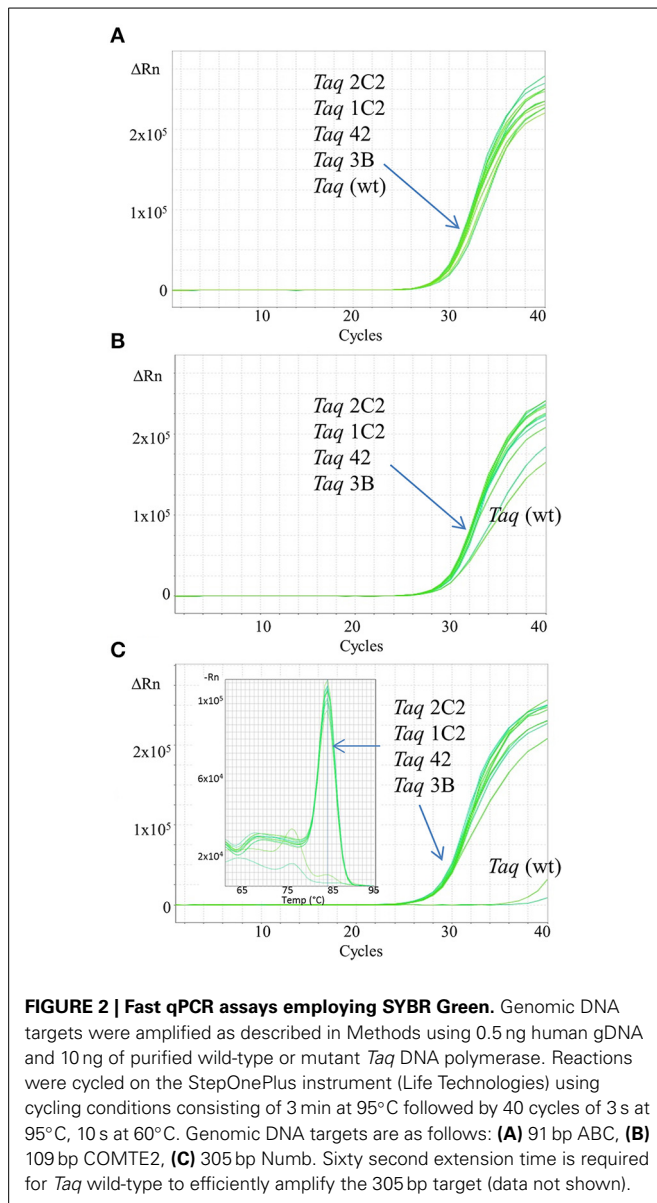 A
ΔRn
Taq 2C2
Taq 1C2
Taq 42
Taq 3B
Taq (wt)
2x10⁵
1x10⁵
0
10 20 30 40
Cycles
B
ΔRn
Taq 2C2
Taq 1C2
Taq 42
Taq 3B
Taq (wt)
2x10⁵
1x10⁵
0
10 20 30 40
Cycles
C
ΔRn
-Rn
1x10⁵
6x10⁴
2x10⁴
65 75 85 95
Temp (°C)
Taq 2C2
Taq 1C2
Taq 42
Taq 3B
Taq (wt)
2x10⁵
1x10⁵
0
10 20 30 40
Cycles
FIGURE 2 | Fast qPCR assays employing SYBR Green. Genomic DNA
targets were amplified as described in Methods using 0.5 ng human gDNA
and 10 ng of purified wild-type or mutant Taq DNA polymerase. Reactions
were cycled on the StepOnePlus instrument (Life Technologies) using
cycling conditions consisting of 3 min at 95°C followed by 40 cycles of 3 s at
95°C, 10 s at 60°C. Genomic DNA targets are as follows: (A) 91 bp ABC, (B)
109 bp COMTE2, (C) 305 bp Numb. Sixty second extension time is required
for Taq wild-type to efficiently amplify the 305 bp target (data not shown).